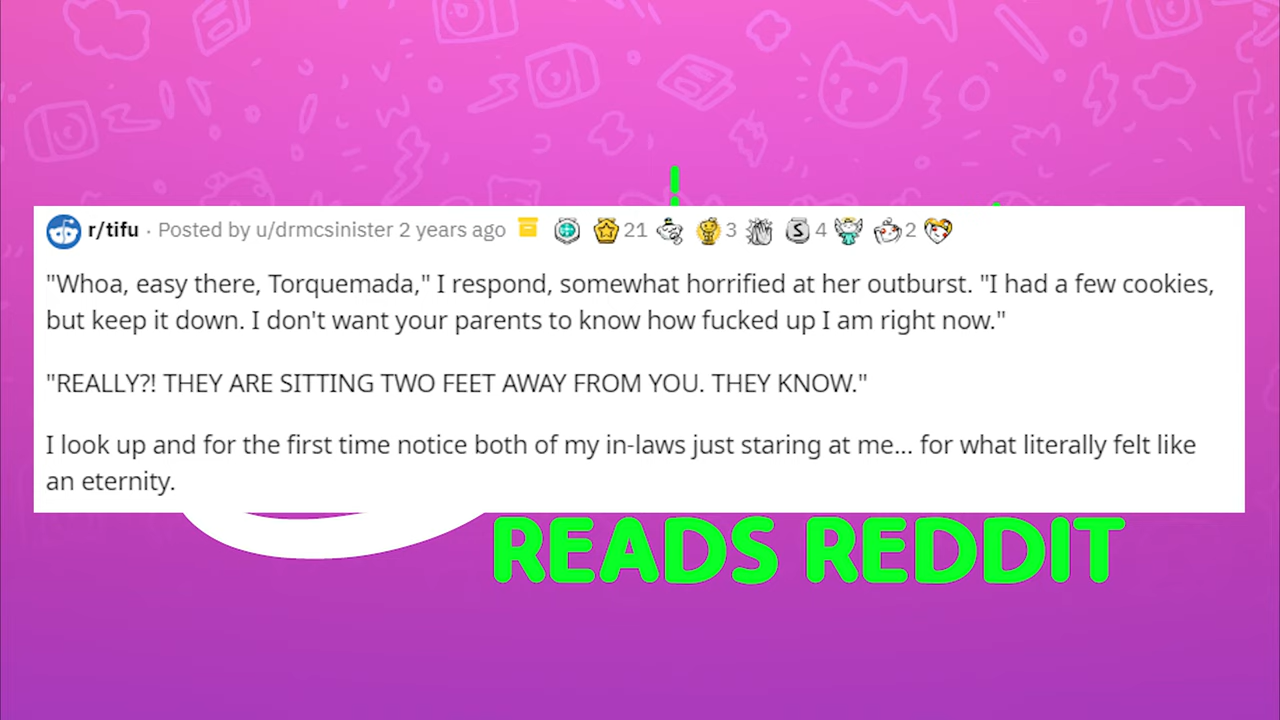 r/tifu · Posted by u/drmcsinister 2 years ago 21 3 4 2
"Whoa, easy there, Torquemada," I respond, somewhat horrified at her outburst. "I had a few cookies,
but keep it down. I don't want your parents to know how fucked up I am right now."
"REALLY?! THEY ARE SITTING TWO FEET AWAY FROM YOU. THEY KNOW."
I look up and for the first time notice both of my in-laws just staring at me... for what literally felt like
an eternity.
READS REDDIT